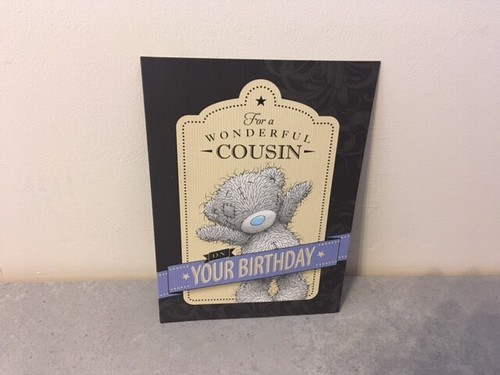 For a
WONDERFUL
COUSIN
ON
YOUR BIRTHDAY